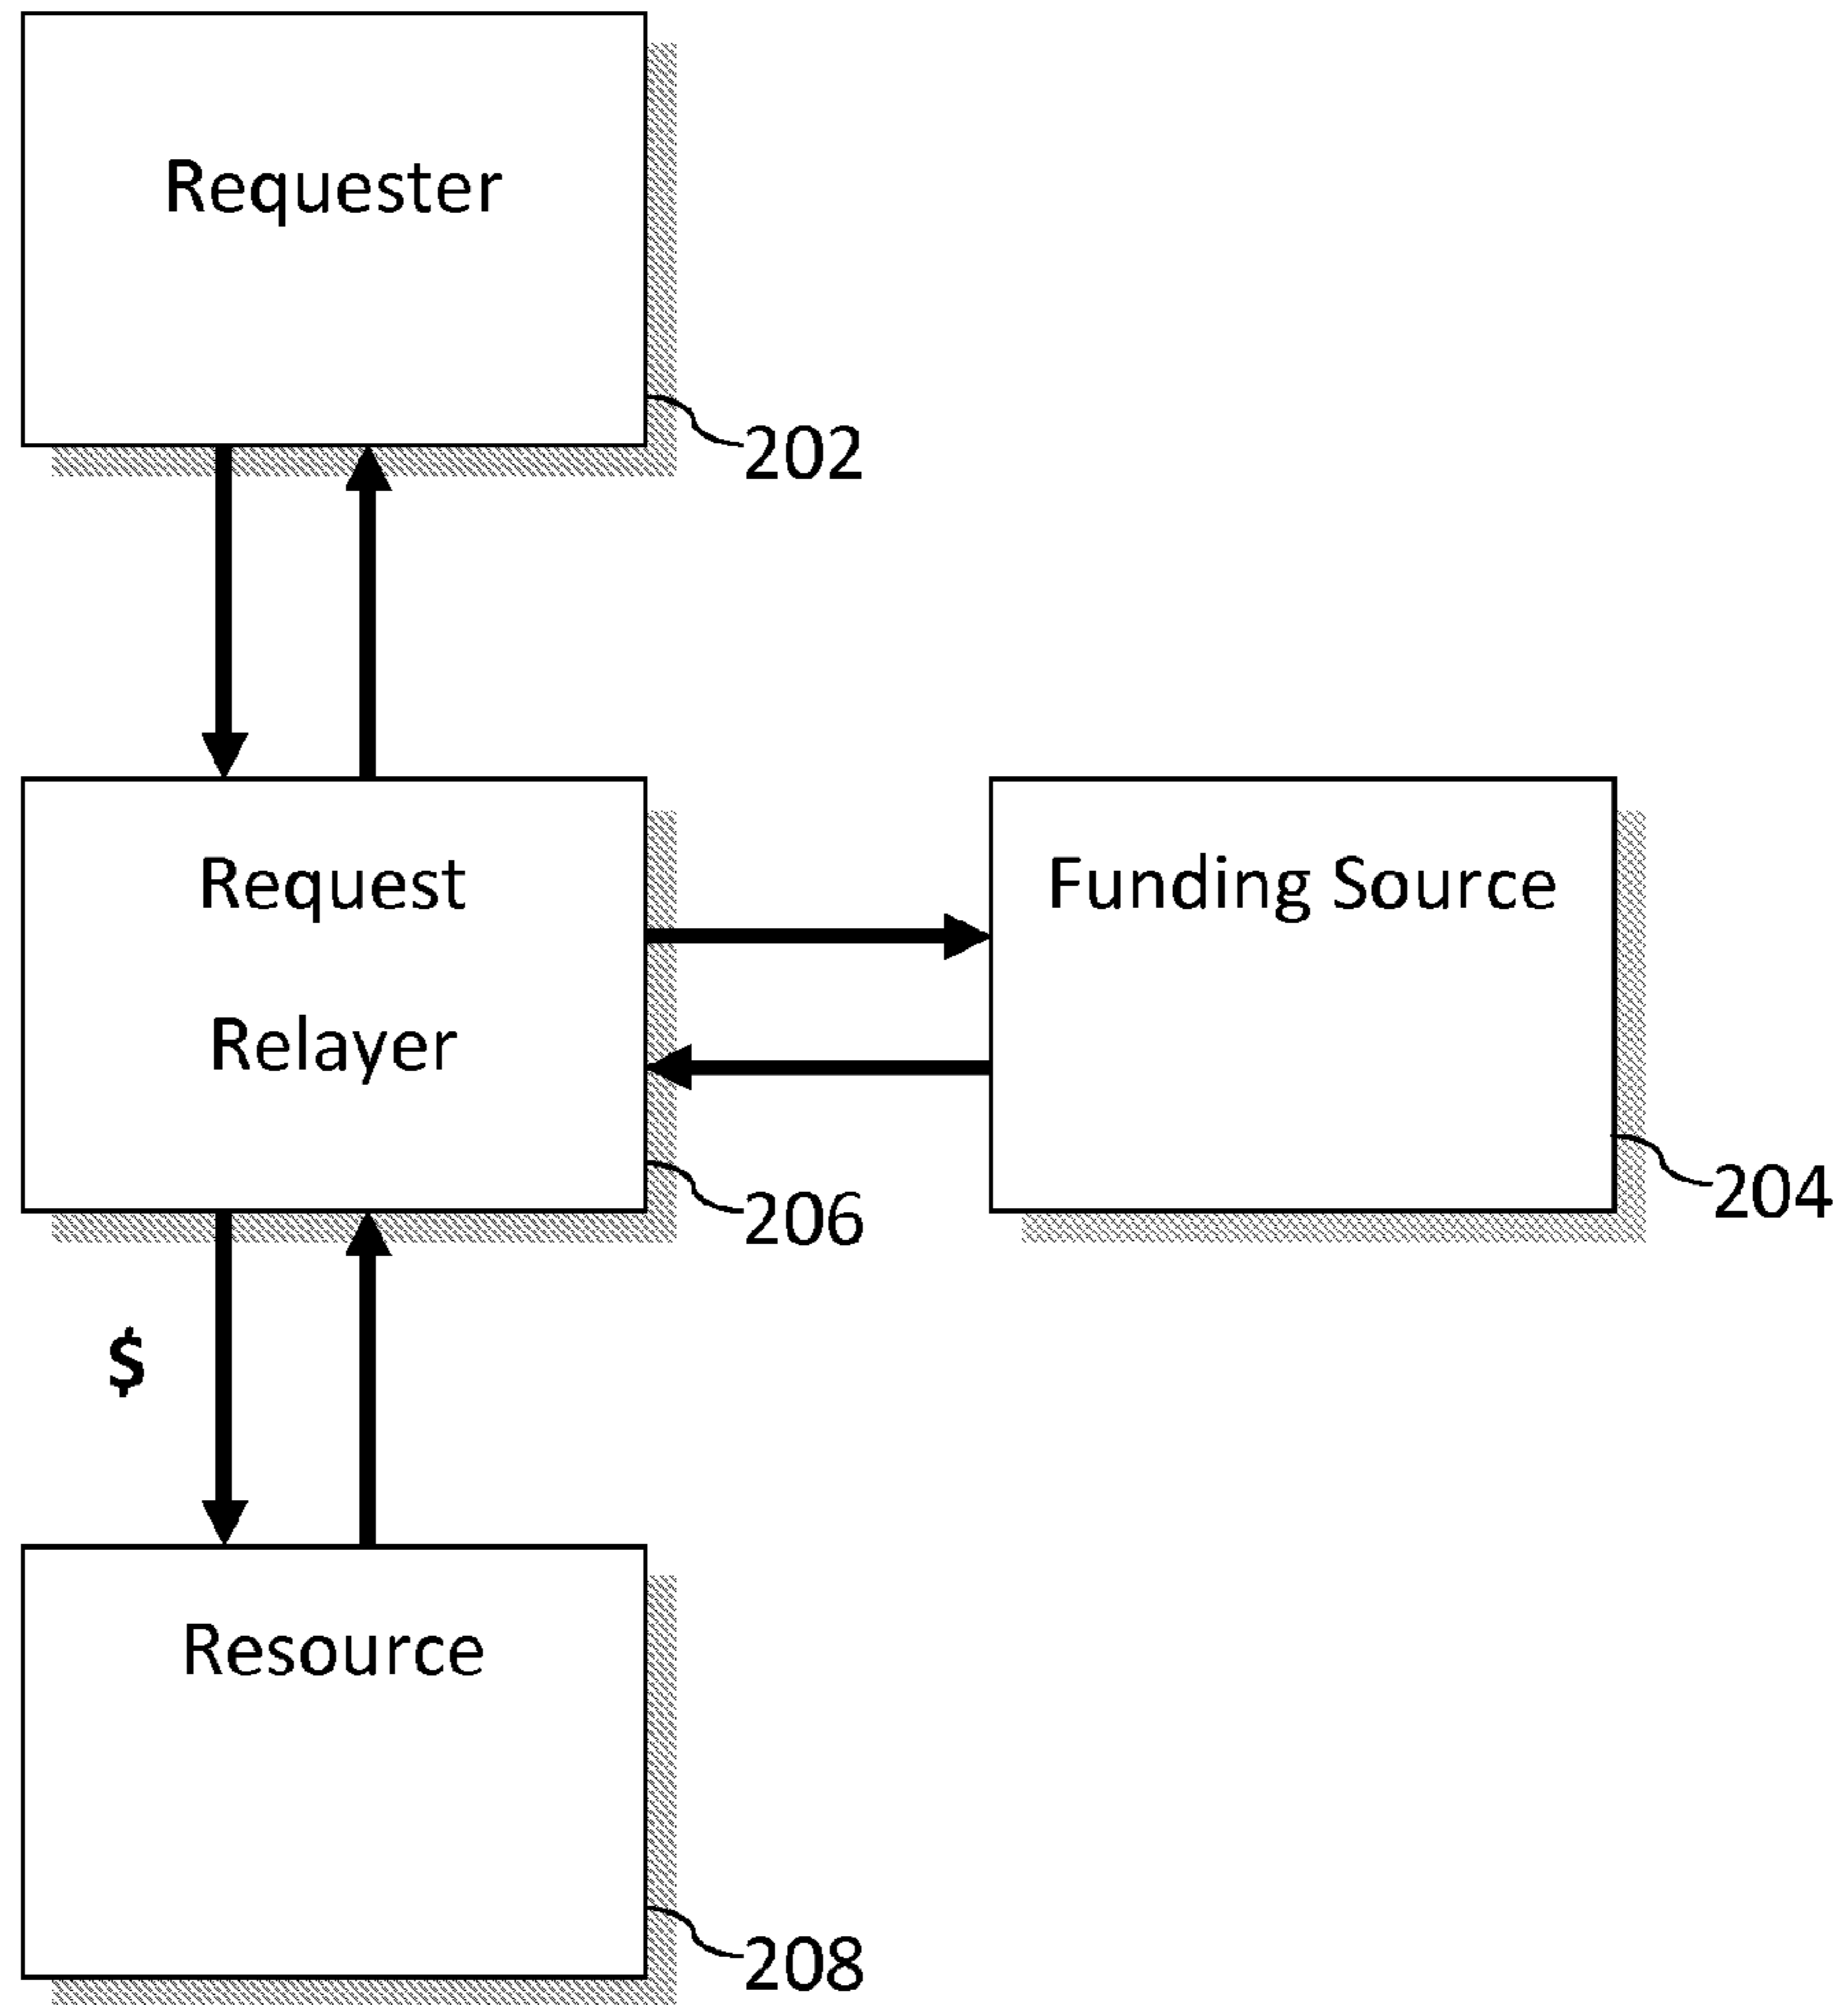 Requester
202
Request
Relayer
206
Funding Source
204
$
Resource
208